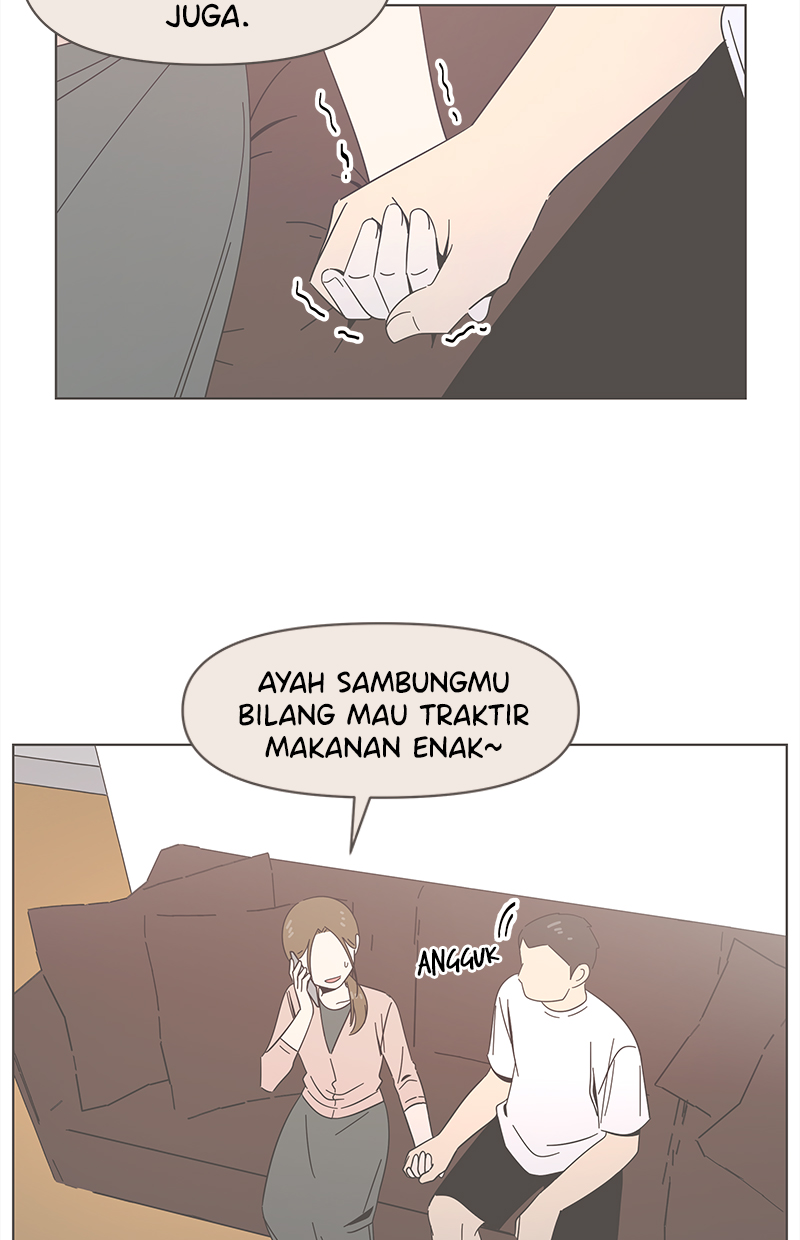 JUGA.
AYAH SAMBUNGMU
BILANG MAU TRAKTIR
MAKANAN ENAK~
ANGGUK